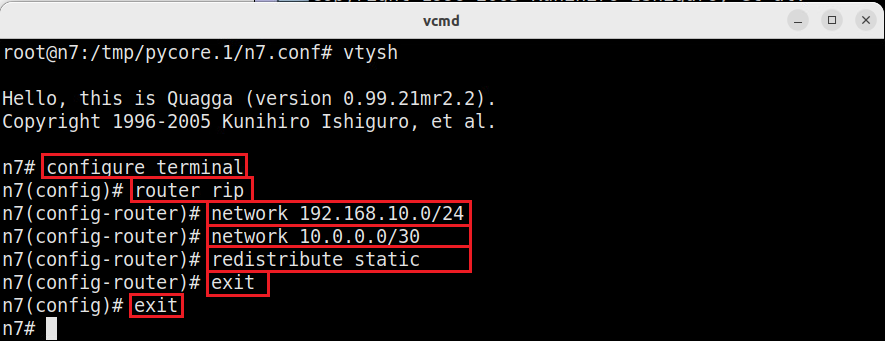 vcmd
root@n7:/tmp/pycore.1/n7.conf# vtysh
Hello, this is Quagga (version 0.99.21mr2.2).
Copyright 1996-2005 Kunihiro Ishiguro, et al.
n7# configure terminal
n7(config)# router rip
n7(config-router)# network 192.168.10.0/24
n7(config-router)# network 10.0.0.0/30
n7(config-router)# redistribute static
n7(config-router)# exit
n7(config)# exit
n7#